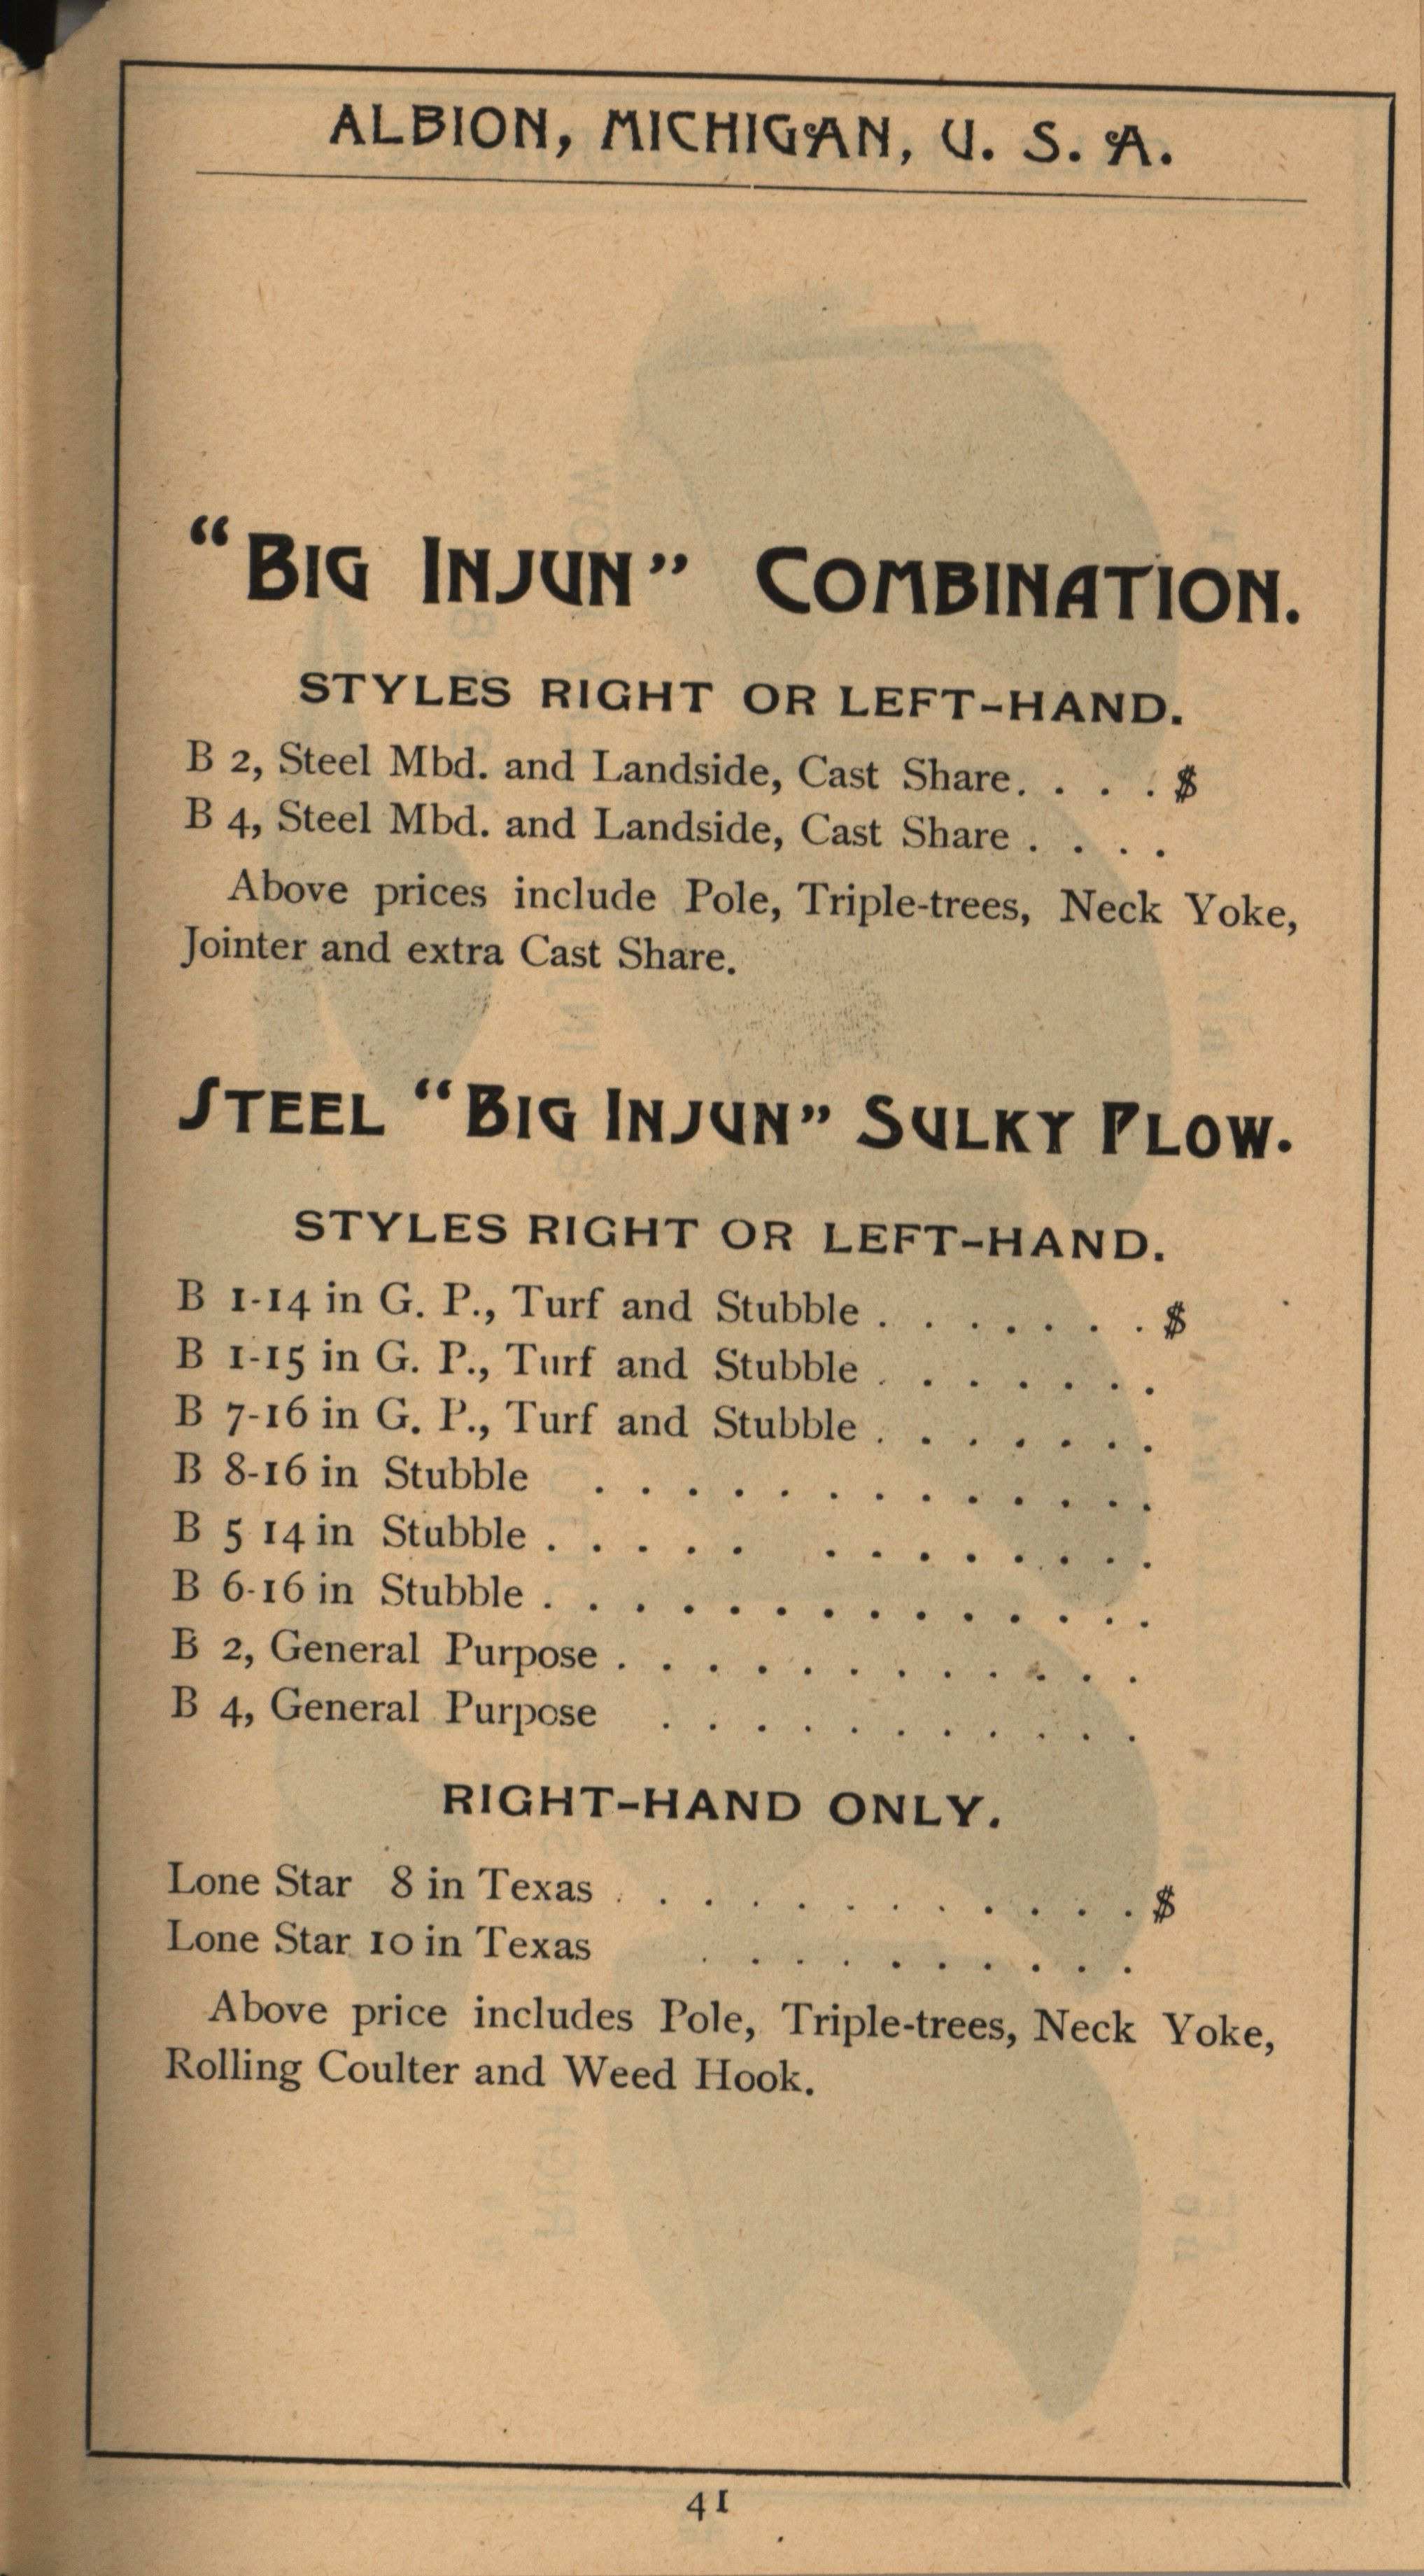 ALBION, MICHIGAN, U. S. A.
"BIG INJUN" COMBINATION.
STYLES RIGHT OR LEFT-HAND.
B 2, Steel Mbd. and Landside, Cast Share. . . . . $
B 4, Steel Mbd. and Landside, Cast Share . . . .
Above prices include Pole, Triple-trees, Neck Yoke,
Jointer and extra Cast Share.
STEEL "BIG INJUN" SULKY PLOW.
STYLES RIGHT OR LEFT-HAND.
B 1-14 in G. P., Turf and Stubble . . . . . . . $
B 1-15 in G. P., Turf and Stubble . . . . . . .
B 7-16 in G. P., Turf and Stubble . . . . . . .
B 8-16 in Stubble . . . . . . . . . . . . .
B 5 14 in Stubble . . . . . . . . . . . . .
B 6-16 in Stubble . . . . . . . . . . . . . .
B 2, General Purpose . . . . . . . . . . . .
B 4, General Purpose . . . . . . . . . . .
RIGHT-HAND ONLY.
Lone Star 8 in Texas . . . . . . . . . . . . $
Lone Star 10 in Texas . . . . . . . . . .
Above price includes Pole, Triple-trees, Neck Yoke,
Rolling Coulter and Weed Hook.
41